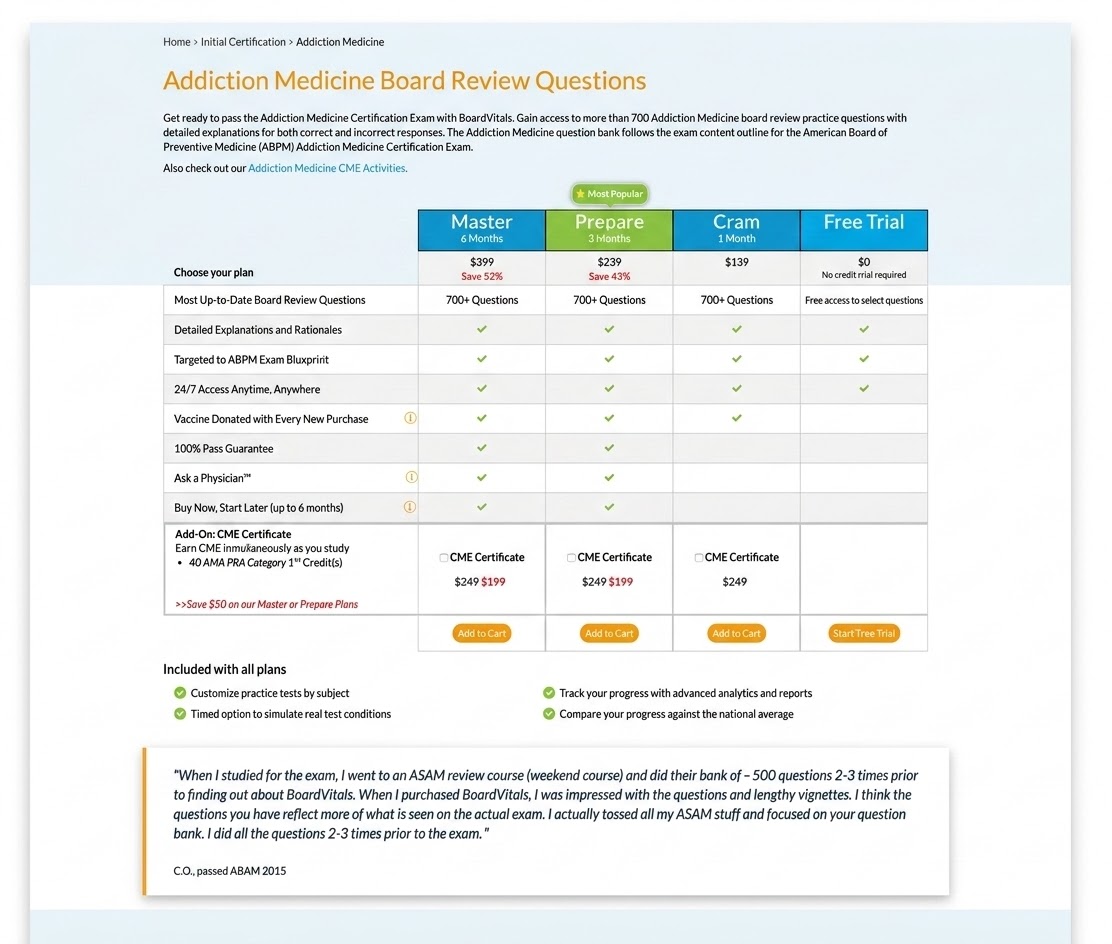 Home > Initial Certification > Addiction Medicine
Addiction Medicine Board Review Questions
Get ready to pass the Addiction Medicine Certification Exam with BoardVitals. Gain access to more than 700 Addiction Medicine board review practice questions with
detailed explanations for both correct and incorrect responses. The Addiction Medicine question bank follows the exam content outline for the American Board of
Preventive Medicine (ABPM) Addiction Medicine Certification Exam.
Also check out our Addiction Medicine CME Activities.
Most Popular
Master Prepare Cram Free Trial
6 Months 3 Months 1 Month
$399 $239 $139 $0
Choose your plan Save 52% Save 43% No credit rrial required
Most Up-to-Date Board Review Questions 700+ Questions 700+ Questions 700+ Questions Free access to select questions
Detailed Explanations and Rationales
Targeted to ABPM Exam Bluxpririt
24/7 Access Anytime, Anywhere
Vaccine Donated with Every New Purchase
100% Pass Guarantee
Ask a Physician™
Buy Now, Start Later (up to 6 months)
Add-On: CME Certificate
Earn CME as you study
• 40 AMA PRA Category 1 Credit(s)
CME Certificate CME Certificate CME Certificate
$249 $199 $249 $199 $249
>>Save $50 on our Master or Prepare Plans
Add to Cart Add to Cart Add to Cart Start Tree Trial
Included with all plans
Customize practice tests by subject Track your progress with advanced analytics and reports
Timed option to simulate real test conditions Compare your progress against the national average
"When I studied for the exam, I went to an ASAM review course (weekend course) and did their bank of – 500 questions 2-3 times prior
to finding out about BoardVitals. When I purchased BoardVitals, I was impressed with the questions and lengthy vignettes. I think the
questions you have reflect more of what is seen on the actual exam. I actually tossed all my ASAM stuff and focused on your question
bank. I did all the questions 2-3 times prior to the exam."
C.O., passed ABAM 2015